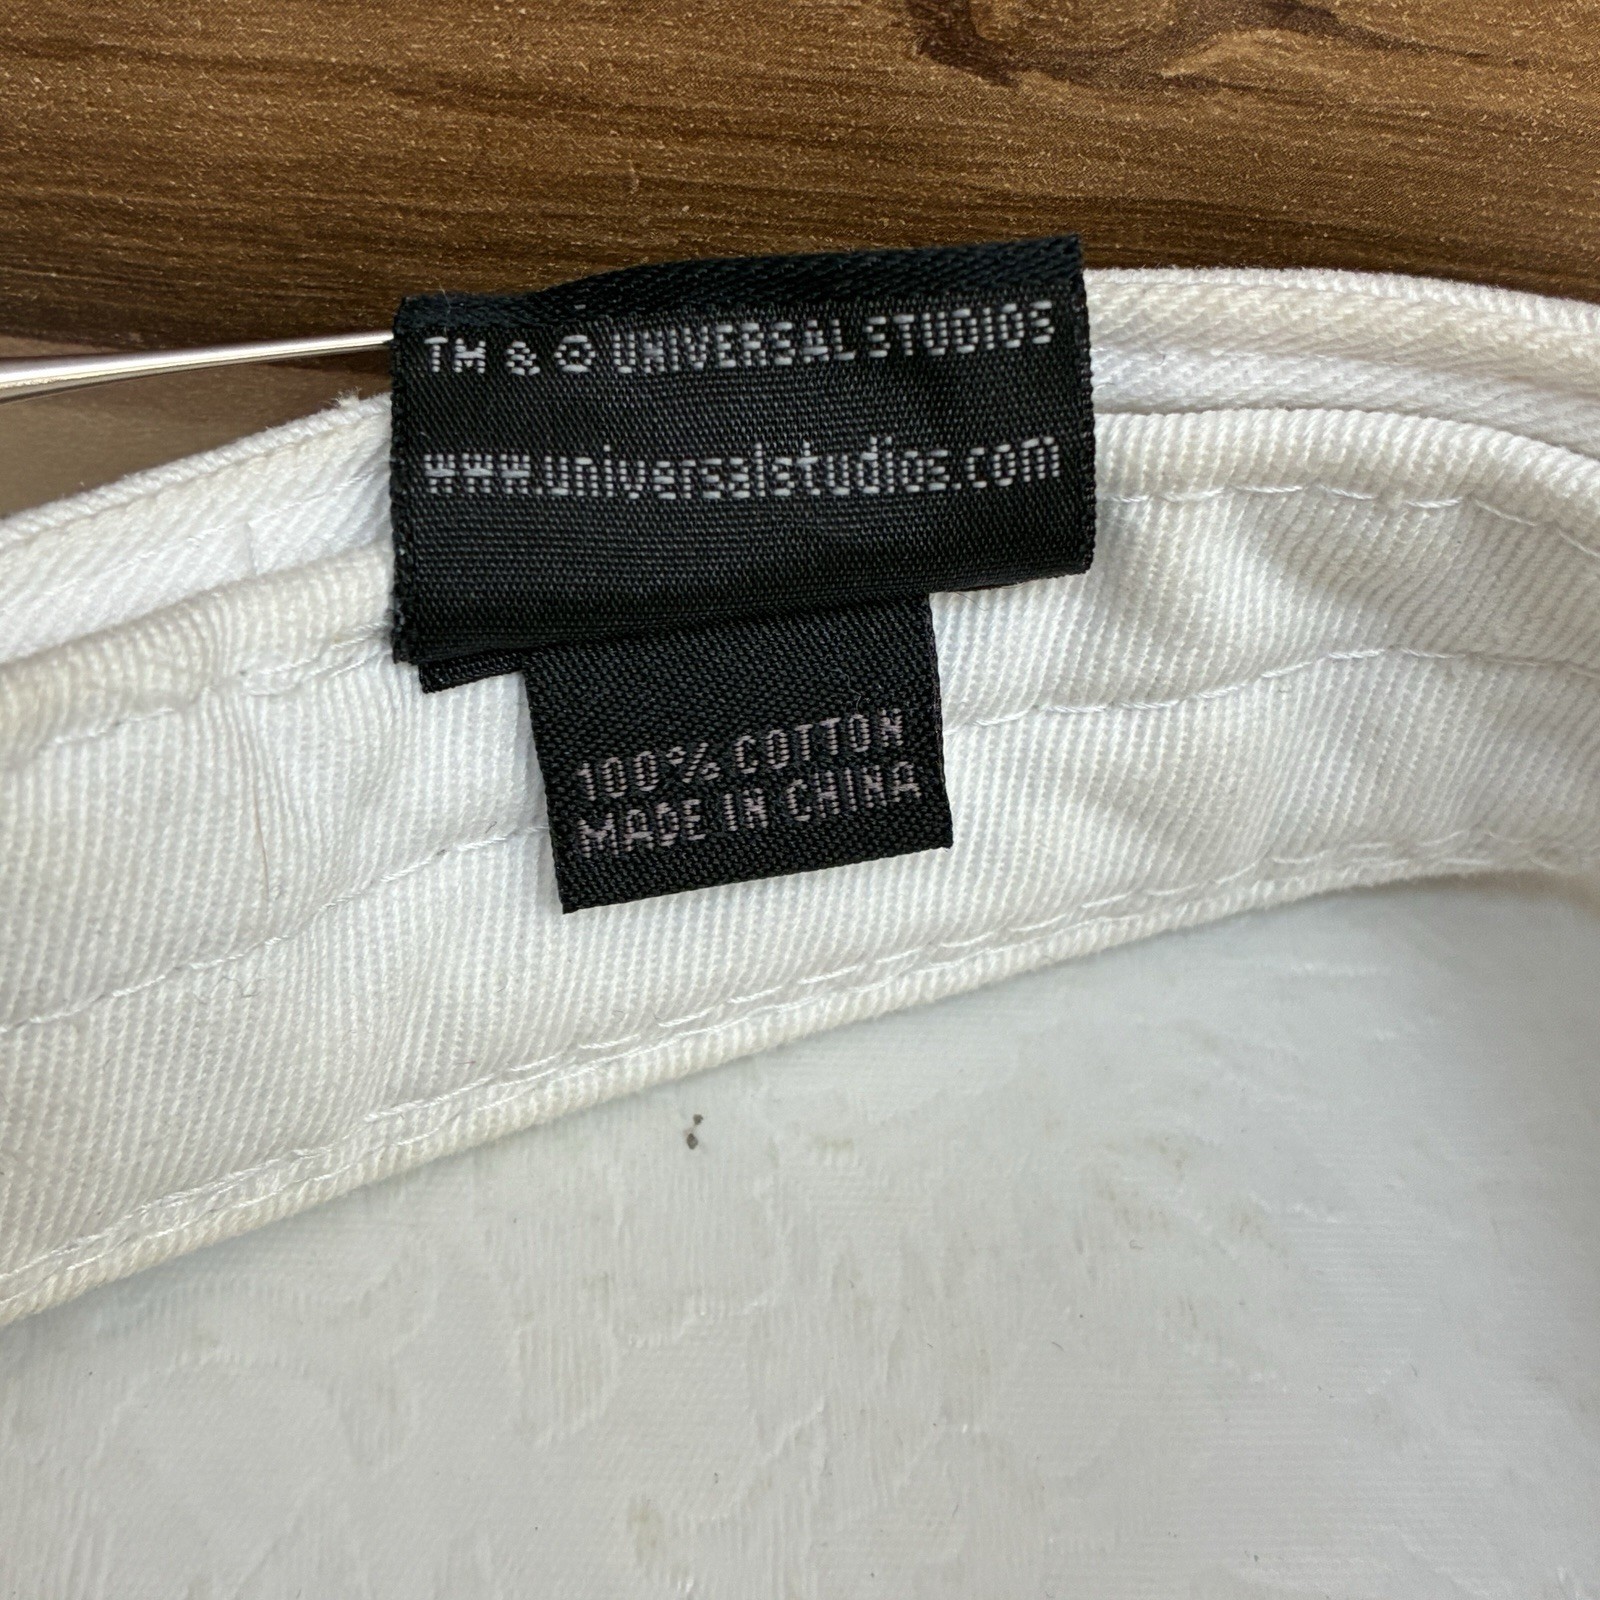 TM & © UNIVERSAL STUDIOS
www.universalstudios.com
100% COTTON
MADE IN CHINA